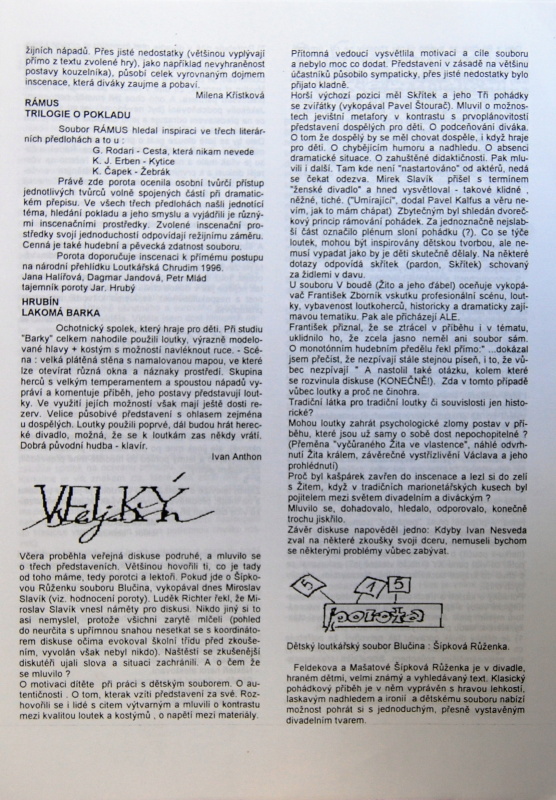 žijních nápadů. Přes jisté nedostatky (většinou vyplývají
přímo z textu zvolené hry), jako například nevyhraněnost
postavy kouzelníka), působí celek vyrovnaným dojmem
inscenace, která diváky zaujme a pobaví.
Milena Křístková
RÁMUS
TRILOGIE O POKLADU
Soubor RÁMUS hledal inspiraci ve třech literár-
ních předlohách a to u :
G. Rodari - Cesta, která nikam nevede
K. J. Erben - Kytice
K. Čapek - Žebrák
Právě zde porota ocenila osobní tvůrčí přístup
jednotlivých tvůrců volně spojených částí při dramatic-
kém přepisu. Ve všech třech předlohách našli jednotící
téma, hledání pokladu a jeho smyslu a vyjádřili je různý-
mi inscenačními prostředky. Zvolené inscenační pro-
středky svojí jednoduchostí odpovídají režijnímu záměru.
Cenná je také hudební a pěvecká zdatnost souboru.
Porota doporučuje inscenaci k přímému postupu
na národní přehlídku Loutkářská Chrudim 1996.
Jana Halířová, Dagmar Jandová, Petr Mlád
tajemník poroty Jar. Hrubý
HRUBÍN
LAKOMÁ BARKA
Ochotnický spolek, který hraje pro děti. Při studiu
"Barky" celkem nahodile použili loutky, výrazně modelo-
vané hlavy + kostým s možností navléknout ruce. - Scé-
na : velká plátěná stěna s namalovanou mapou, ve které
lze otevírat různá okna a náznaky prostředí. Skupina
herců s velkým temperamentem a spoustou nápadů vy-
práví a komentuje příběh, jeho postavy představují lout-
ky. Ve využití jejich možností však mají ještě dosti re-
zerv. Velice působivé představení s ohlasem zejména
u dospělých. Loutky použili poprvé, dál budou hrát herec-
ké divadlo, možná, že se k loutkám zas někdy vrátí.
Dobrá původní hudba - klavír.
Ivan Anthon
VELKÝ
Včera proběhla veřejná diskuse podruhé, a mluvilo se
o třech představeních. Většinou hovořili ti, co je tady
od toho máme, tedy porotci a lektoři. Pokud jde o Šípko-
vou Růženku soubor Blučina, vykopával dnes Miroslav
Slavík (viz. hodnocení poroty). Luděk Richter řekl, že Mi-
roslav Slavík vnesl náměty pro diskusi. Nikdo jiný si to
asi nemyslel, protože všichni zarytě mlčeli (pohled
do neurčita s upřímnou snahou nesetkat se s koordináto-
rem diskuse očima evokoval školní třídu před zkouše-
ním, vyvolán však nebyl nikdo). Naštěstí se zkušenější
diskutéři ujali slova a situaci zachránili. A o čem že
se mluvilo ?
O motivaci dítěte při práci s dětským souborem. O au-
tentičnosti . O tom, kterak vzíti představení za své. Roz-
hovořili se i lidé s citem výtvarným a mluvili o kontrastu
mezi kvalitou loutek a kostýmů , o napětí mezi materiály.
Přítomná vedoucí vysvětlila motivaci a cíle souboru
a nebylo moc co dodat. Představení v zásadě na většinu
účastníků působilo sympaticky, přes jisté nedostatky bylo
přijato kladně.
Horší výchozí pozici měl Skřítek a jeho Tři pohádky
se zvířátky (vykopával Pavel Štourač). Mluvil o možnos-
tech jevištní metafory v kontrastu s prvoplánovitostí
představení dospělých pro děti. O podceňování diváka.
O tom že dospělý by se měl chovat dospěle, i když hraje
pro děti. O chybějícím humoru a nadhledu. O absenci
dramatické situace. O zahuštěné didaktičnosti. Pak mlu-
vili i další. Tam kde není "nastartováno" od aktérů, nedá
se čekat odezva. Mirek Slavík přišel s termínem
"ženské divadlo" a hned vysvětloval - takové klidné ,
něžné, tiché. ("Umírající", dodal Pavel Kalfus a věru ne-
vím, jak to mám chápat) Zbytečným byl shledán dvoreč-
kový princip rámování pohádek. Za jednoznačně nejslab-
ší část označilo plénum sloní pohádku (?). Co se týče
loutek, mohou být inspirovány dětskou tvorbou, ale ne-
musí vypadat jako by je děti skutečně dělaly. Na některé
dotazy odpovídá skřítek (pardon, Skřítek) schovaný
za židlemi v davu.
U souboru V boudě (Žito a jeho ďábel) oceňuje vykopá-
vač František Zborník vskutku profesionální scénu, lout-
ky, vybavenost loutkoherců, historicky a dramaticky zají-
mavou tematiku. Pak ale přicházejí ALE.
František přiznal, že se ztrácel v příběhu i v tématu,
uklidnilo ho, že zcela jasno neměl ani soubor sám.
O monotónním hudebním předělu řekl přímo:" ...dokázal
jsem přečíst, že nezpívají stále stejnou píseň, i to, že vů-
bec nezpívají " A nastolil také otázku, kolem které
se rozvinula diskuse (KONEČNĚ!). Zda v tomto případě
vůbec loutky a proč ne činohra.
Tradiční látka pro tradiční loutky či souvislosti jen histo-
rické?
Mohou loutky zahrát psychologické zlomy postav v pří-
běhu, které jsou už samy o sobě dost nepochopitelné ?
(Přeměna "vyčůraného Žita ve vlastence", náhlé odvrh-
nutí Žita králem, závěrečné vystřízlivění Václava a jeho
prohlédnutí)
Proč byl kašpárek zavřen do inscenace a lezl si do zelí
s Žitem, když v tradičních marionetářských kusech byl
pojitelem mezi světem divadelním a diváckým ?
Mluvilo se, dohadovalo, hledalo, odporovalo, konečně
trochu jiskřilo.
Závěr diskuse napověděl jedno: Kdyby Ivan Nesveda
zval na některé zkoušky svoji dceru, nemuseli bychom
se některými problémy vůbec zabývat.
5 1 5
porota
Dětský loutkářský soubor Blučina : Šípková Růženka.
Feldekova a Mašatové Šípková Růženka je v divadle,
hraném dětmi, velmi známý a vyhledávaný text. Klasický
pohádkový příběh je v něm vyprávěn s hravou lehkostí,
laskavým nadhledem a ironií a dětskému souboru nabízí
možnost pohrát si s jednoduchým, přesně vystavěným
divadelním tvarem.